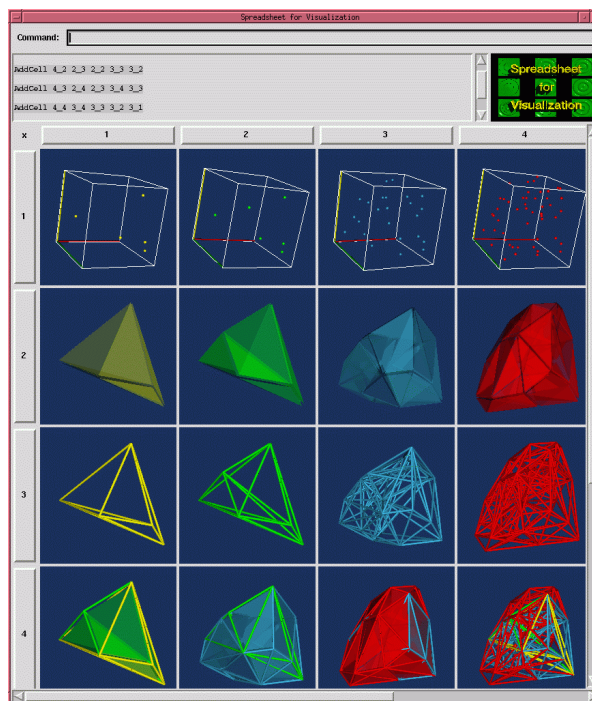 Spreadsheet for Visualization
Command:
AddCell 4_2 2_3 2_2 3_3 3_2
AddCell 4_3 2_4 2_3 3_4 3_3
AddCell 4_4 3_4 3_3 3_2 3_1
Spreadsheet
for
Visualization
x 1 2 3 4
1
2
3
4